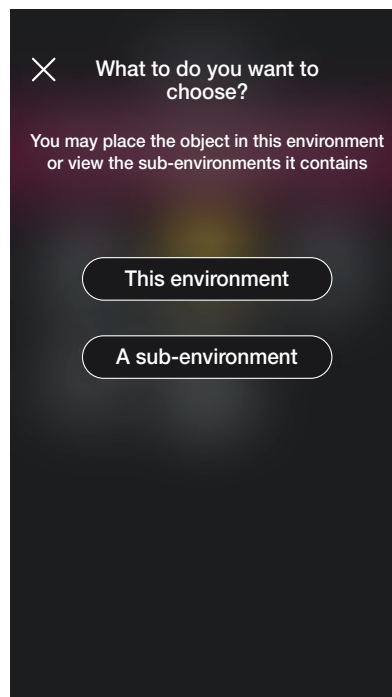 What to do you want to
choose?
You may place the object in this environment
or view the sub-environments it contains
This environment
A sub-environment